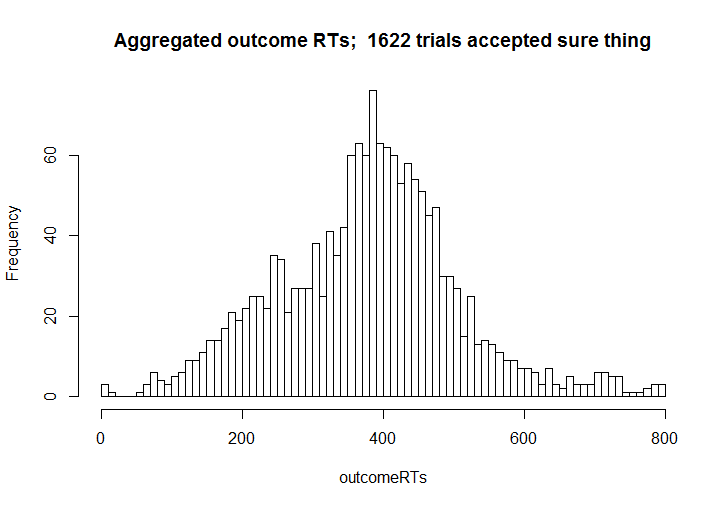 Aggregated outcome RTs;  1622 trials accepted sure thing
Frequency
60
40
20
0
0 200 400 600 800
outcomeRTs